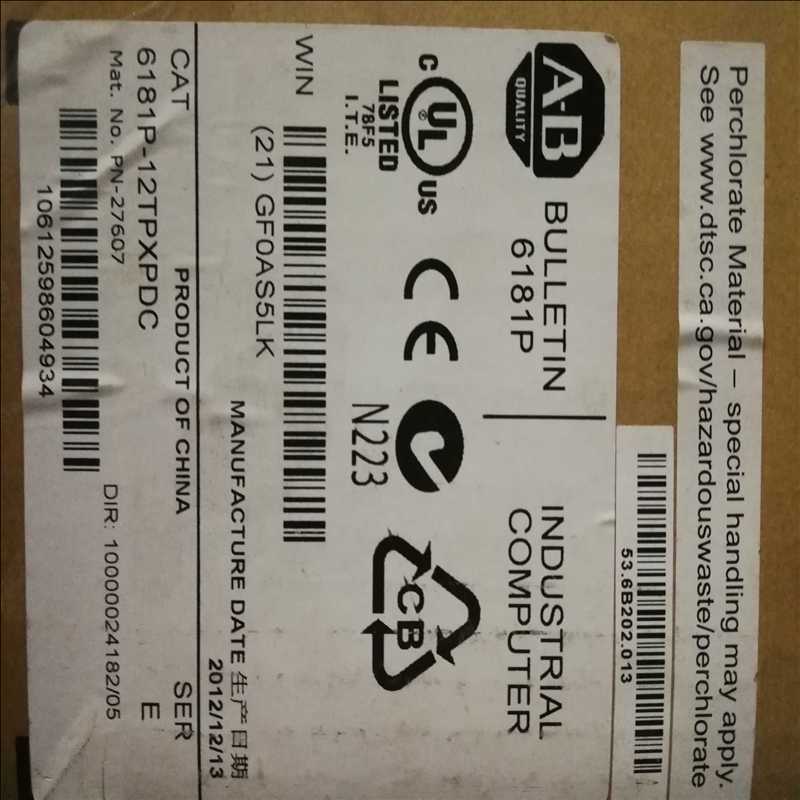 Perchlorate Material – special handling may apply.
See www.dtsc.ca.gov/hazardouswaste/perchlorate
53.6B202.013
A-B
QUALITY
BULLETIN
6181P
INDUSTRIAL
COMPUTER
C UL ® US
LISTED
78F5
I.T.E.
CE
N223
CB
WIN
(21) GF0AS5LK
MANUFACTURE DATE 生产日期
2012/12/13
CAT
PRODUCT OF CHINA
SER
6181P-12TPXPDC
E
Mat. No. PN-27607
DIR: 10000024182/05
10612598604934